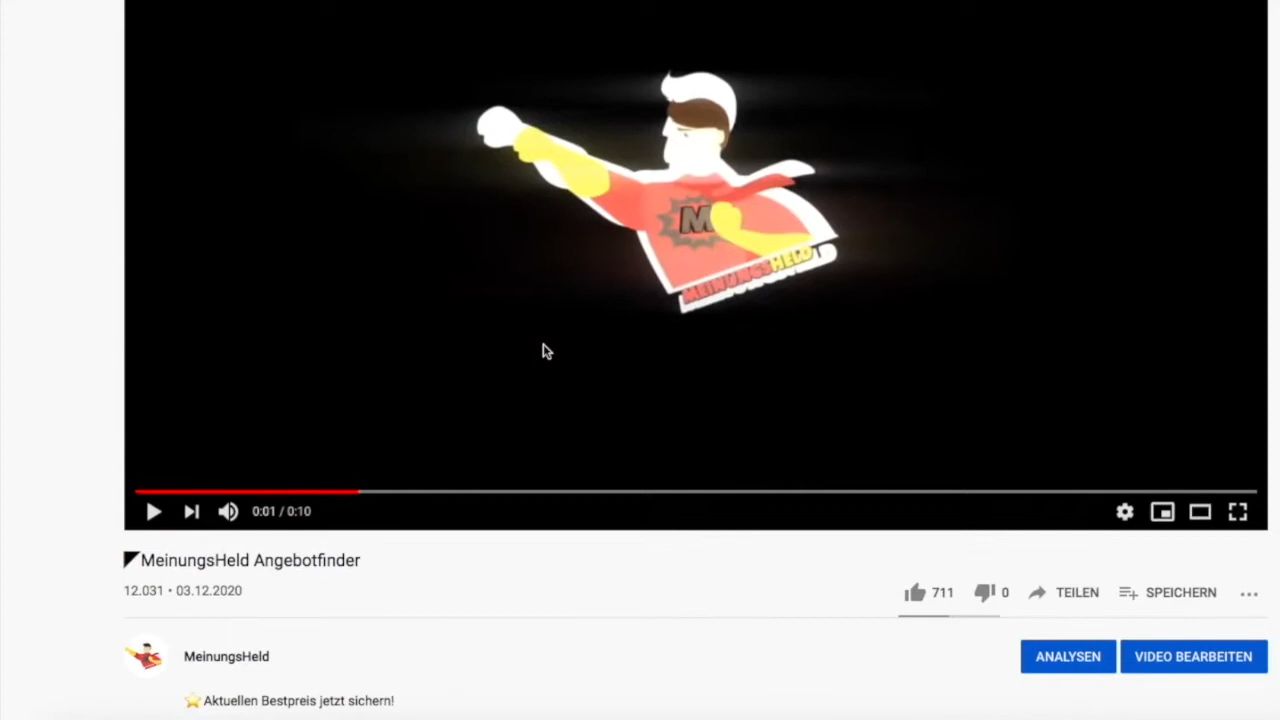 M
MEINUNGSHELD
0:01 / 0:10
MeinungsHeld Angebotfinder
12.031 • 03.12.2020
711
0
TEILEN
SPEICHERN
MeinungsHeld
ANALYSEN
VIDEO BEARBEITEN
⭐Aktuellen Bestpreis jetzt sichern!